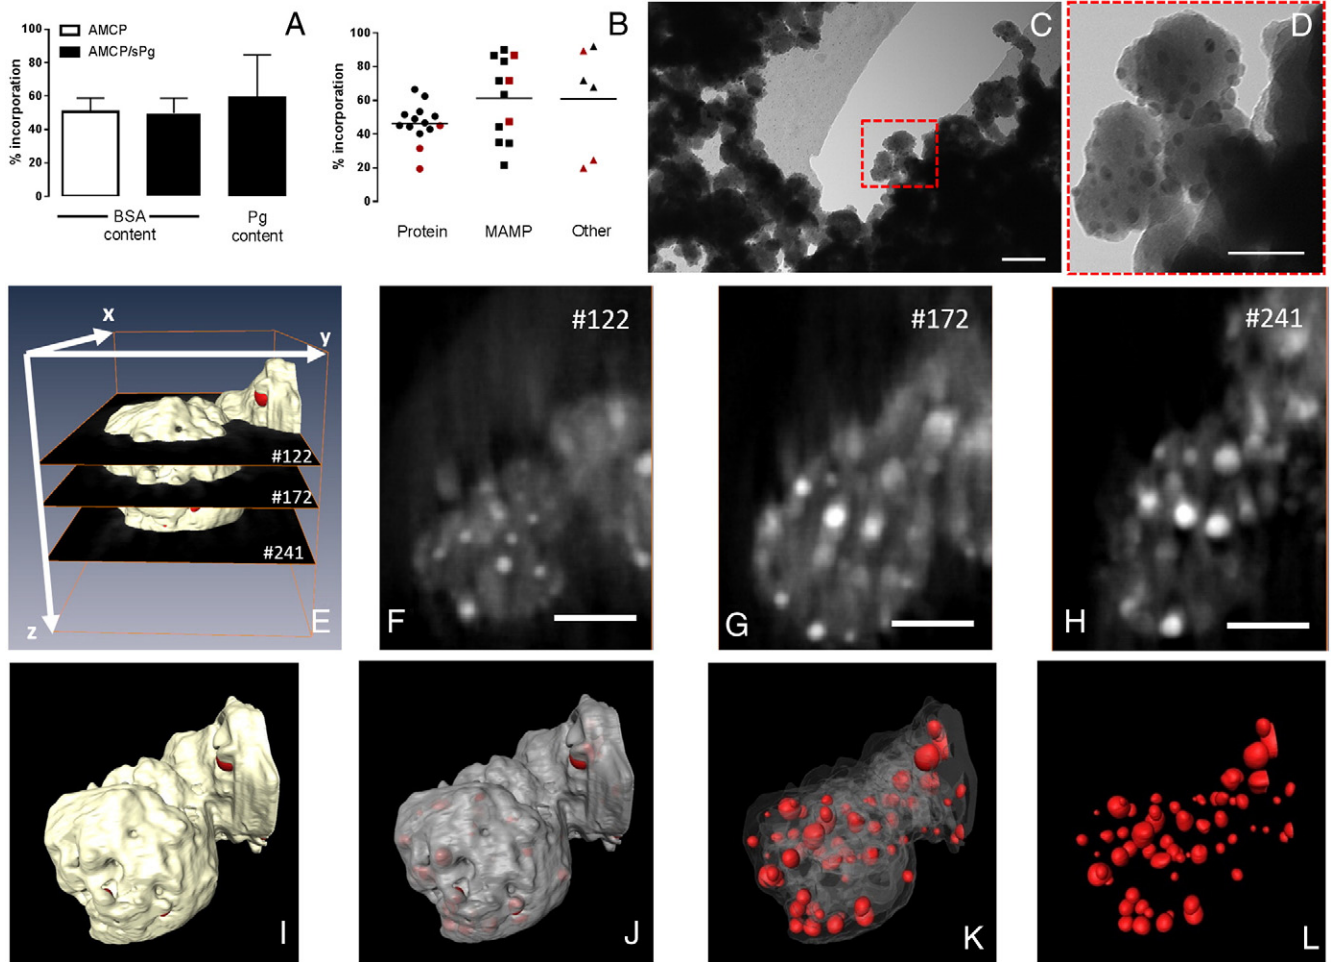 A
AMCP
AMCP/sPg
% incorporation
100
80
60
40
20
0
BSA
content
Pg
content
B
% incorporation
100
80
60
40
20
0
Protein
MAMP
Other
C
D
x
y
z
#122
#172
#241
E
#122
F
#172
G
#241
H
I
J
K
L